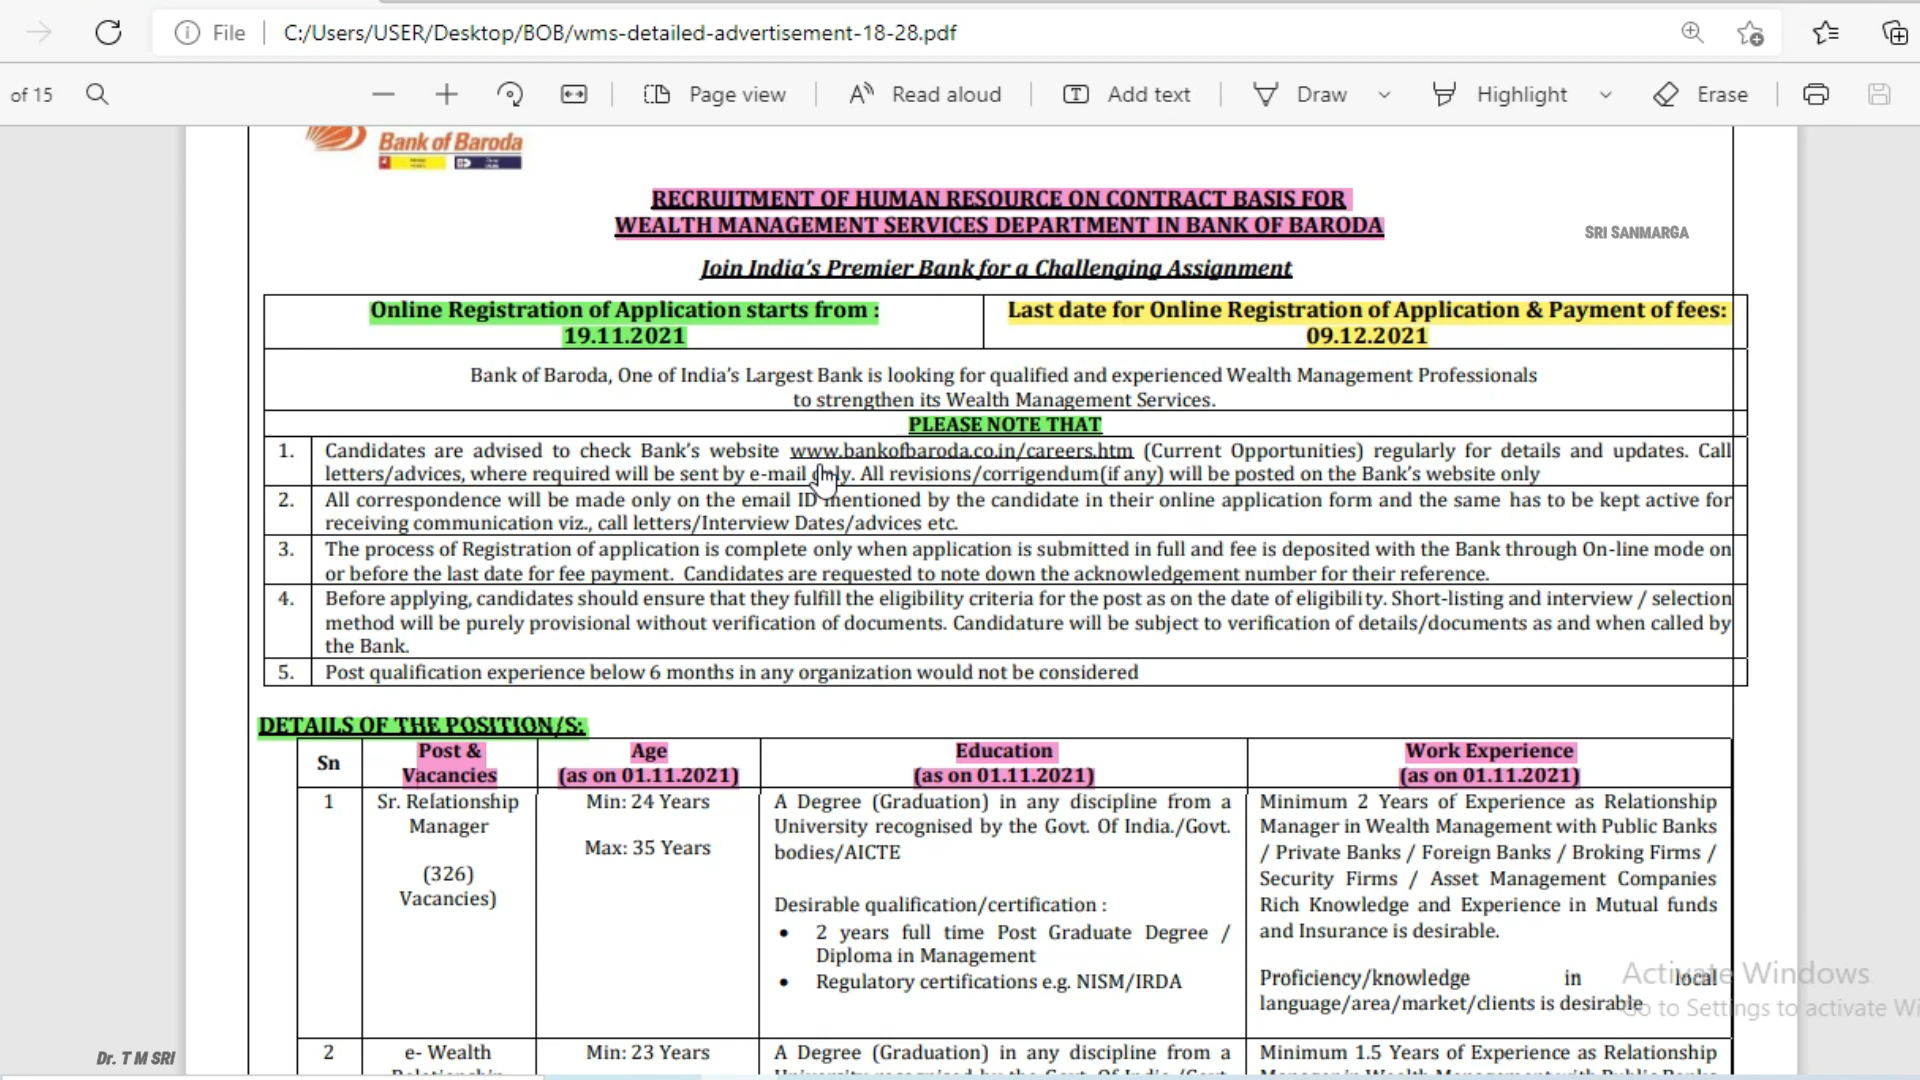 File
C:/Users/USER/Desktop/BOB/wms-detailed-advertisement-18-28.pdf
of 15
Page view
Read aloud
Add text
Draw
Highlight
Erase
Bank of Baroda
RECRUITMENT OF HUMAN RESOURCE ON CONTRACT BASIS FOR
WEALTH MANAGEMENT SERVICES DEPARTMENT IN BANK OF BARODA
SRI SANMARGA
Join India's Premier Bank for a Challenging Assignment
Online Registration of Application starts from :
19.11.2021
Last date for Online Registration of Application & Payment of fees:
09.12.2021
Bank of Baroda, One of India's Largest Bank is looking for qualified and experienced Wealth Management Professionals
to strengthen its Wealth Management Services.
PLEASE NOTE THAT
1. Candidates are advised to check Bank's website www.bankofbaroda.co.in/careers.htm (Current Opportunities) regularly for details and updates. Call
letters/advices, where required will be sent by e-mail only. All revisions/corrigendum(if any) will be posted on the Bank's website only
2. All correspondence will be made only on the email ID mentioned by the candidate in their online application form and the same has to be kept active for
receiving communication viz., call letters/Interview Dates/advices etc.
3. The process of Registration of application is complete only when application is submitted in full and fee is deposited with the Bank through On-line mode on
or before the last date for fee payment. Candidates are requested to note down the acknowledgement number for their reference.
4. Before applying, candidates should ensure that they fulfill the eligibility criteria for the post as on the date of eligibility. Short-listing and interview / selection
method will be purely provisional without verification of documents. Candidature will be subject to verification of details/documents as and when called by
the Bank.
5. Post qualification experience below 6 months in any organization would not be considered
DETAILS OF THE POSITION/S:
Sn
Post &
Vacancies
Age
(as on 01.11.2021)
Education
(as on 01.11.2021)
Work Experience
(as on 01.11.2021)
1
Sr. Relationship
Manager
(326)
Vacancies)
Min: 24 Years
Max: 35 Years
A Degree (Graduation) in any discipline from a
University recognised by the Govt. Of India./Govt.
bodies/AICTE
Desirable qualification/certification :
• 2 years full time Post Graduate Degree /
Diploma in Management
• Regulatory certifications e.g. NISM/IRDA
Minimum 2 Years of Experience as Relationship
Manager in Wealth Management with Public Banks
/ Private Banks / Foreign Banks / Broking Firms /
Security Firms / Asset Management Companies
Rich Knowledge and Experience in Mutual funds
and Insurance is desirable.
Proficiency/knowledge in local
language/area/market/clients is desirable
Activate Windows
Go to Settings to activate Wi
2
e- Wealth
Min: 23 Years
A Degree (Graduation) in any discipline from a
Minimum 1.5 Years of Experience as Relationship
Dr. T M SRI